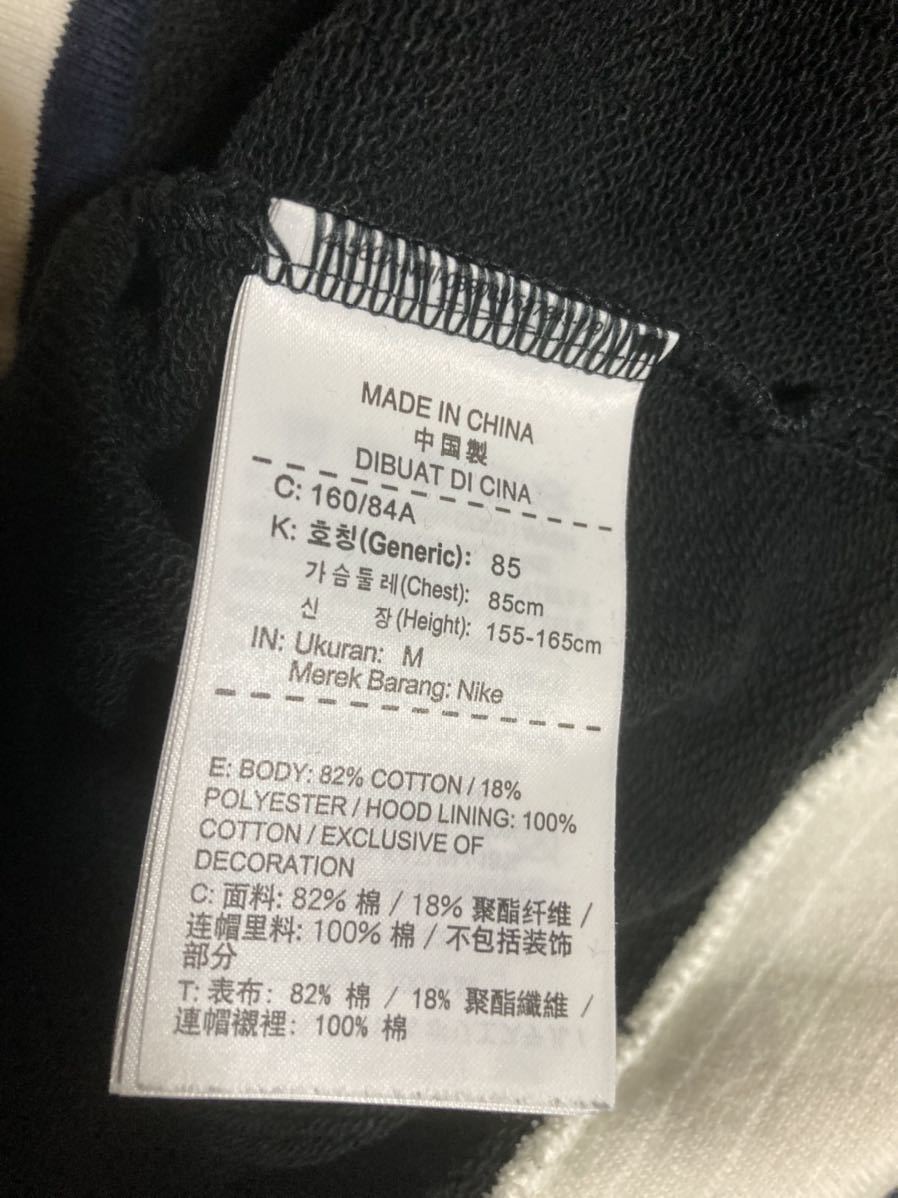 MADE IN CHINA
中国製
DIBUAT DI CINA
C: 160/84A
K: 호칭(Generic): 85
가슴둘레(Chest): 85cm
신 장(Height): 155-165cm
IN: Ukuran: M
Merek Barang: Nike
E: BODY: 82% COTTON / 18%
POLYESTER / HOOD LINING: 100%
COTTON / EXCLUSIVE OF
DECORATION
C: 面料: 82% 棉 / 18% 聚酯纤维 /
连帽里料: 100% 棉 / 不包括装饰
部分
T: 表布: 82% 棉 / 18% 聚酯纖維 /
連帽襯裡: 100% 棉